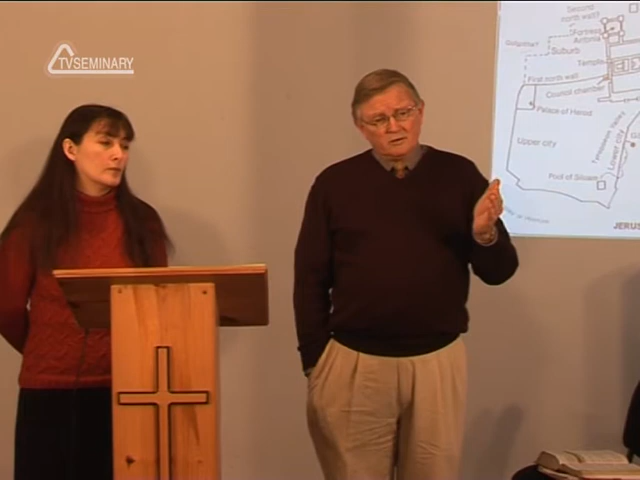 TVSEMINARY
Second
north wall?
Fortress
Antonia
Golgotha?
Suburb
Temple
First north wall
Council chamber
Palace of Herod
Upper city
Tyropoeon Valley
Lower city
Pool of Siloam
JERUS